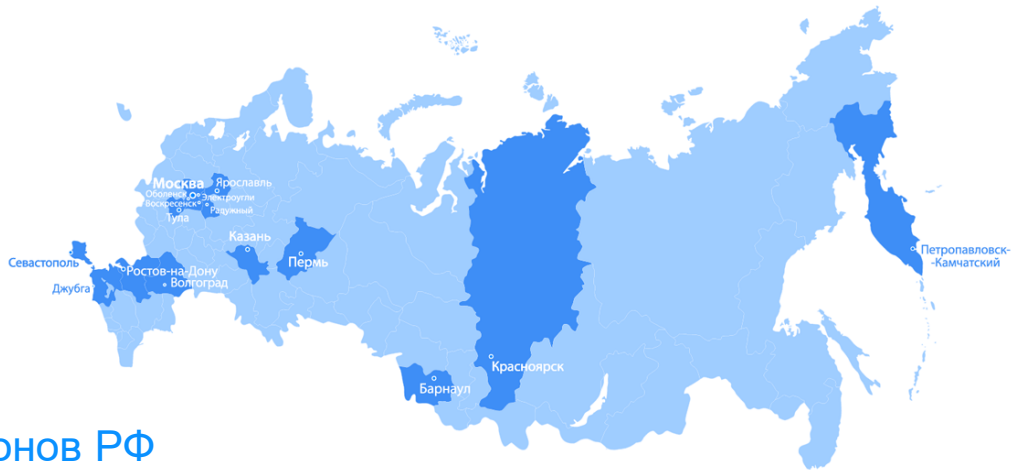 Москва
Ярославль
Оболенск
Электроугли
Воскресенск
Радужный
Тула
Казань
Пермь
Севастополь
Ростов-на-Дону
Волгоград
Джубга
Петропавловск-
-Камчатский
Красноярск
Барнаул
онов РФ